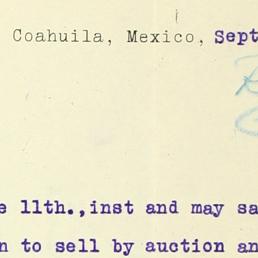 Coahuila, Mexico, Sept
e 11th.,inst and may sa
n to sell by auction an